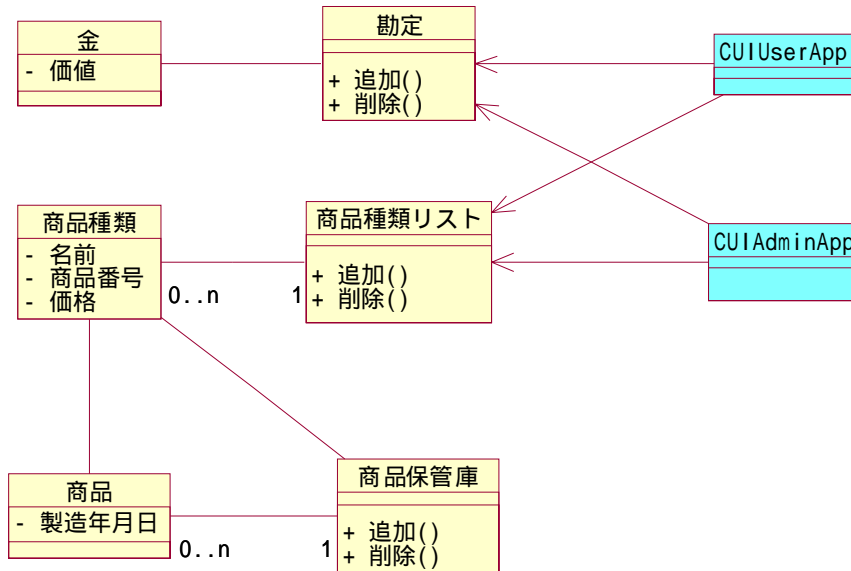 金
- 価値
勘定
+ 追加()
+ 削除()
CUIUserApp
商品種類
- 名前
- 商品番号
- 価格
0..n
1
商品種類リスト
+ 追加()
+ 削除()
CUIAdminApp
商品
- 製造年月日
0..n
1
商品保管庫
+ 追加()
+ 削除()